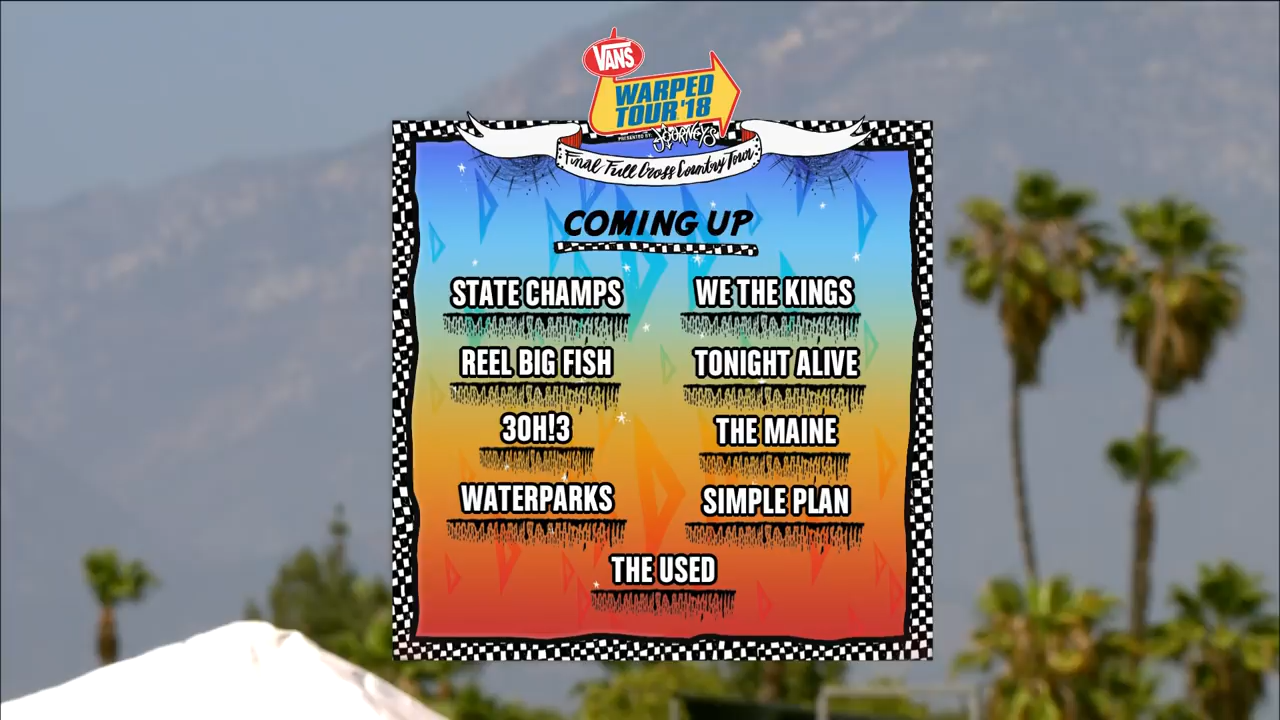 VANS
WARPED
TOUR '18
PRESENTED BY: JOURNEYS
Final Full Cross Country Tour
COMING UP
STATE CHAMPS
WE THE KINGS
REEL BIG FISH
TONIGHT ALIVE
3OH!3
THE MAINE
WATERPARKS
SIMPLE PLAN
THE USED